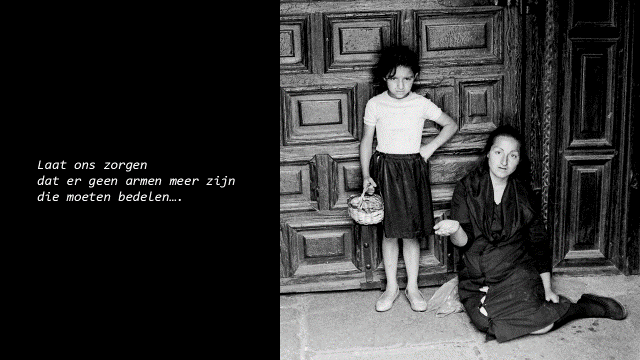 Laat ons zorgen
dat er geen armen meer zijn
die moeten bedelen….